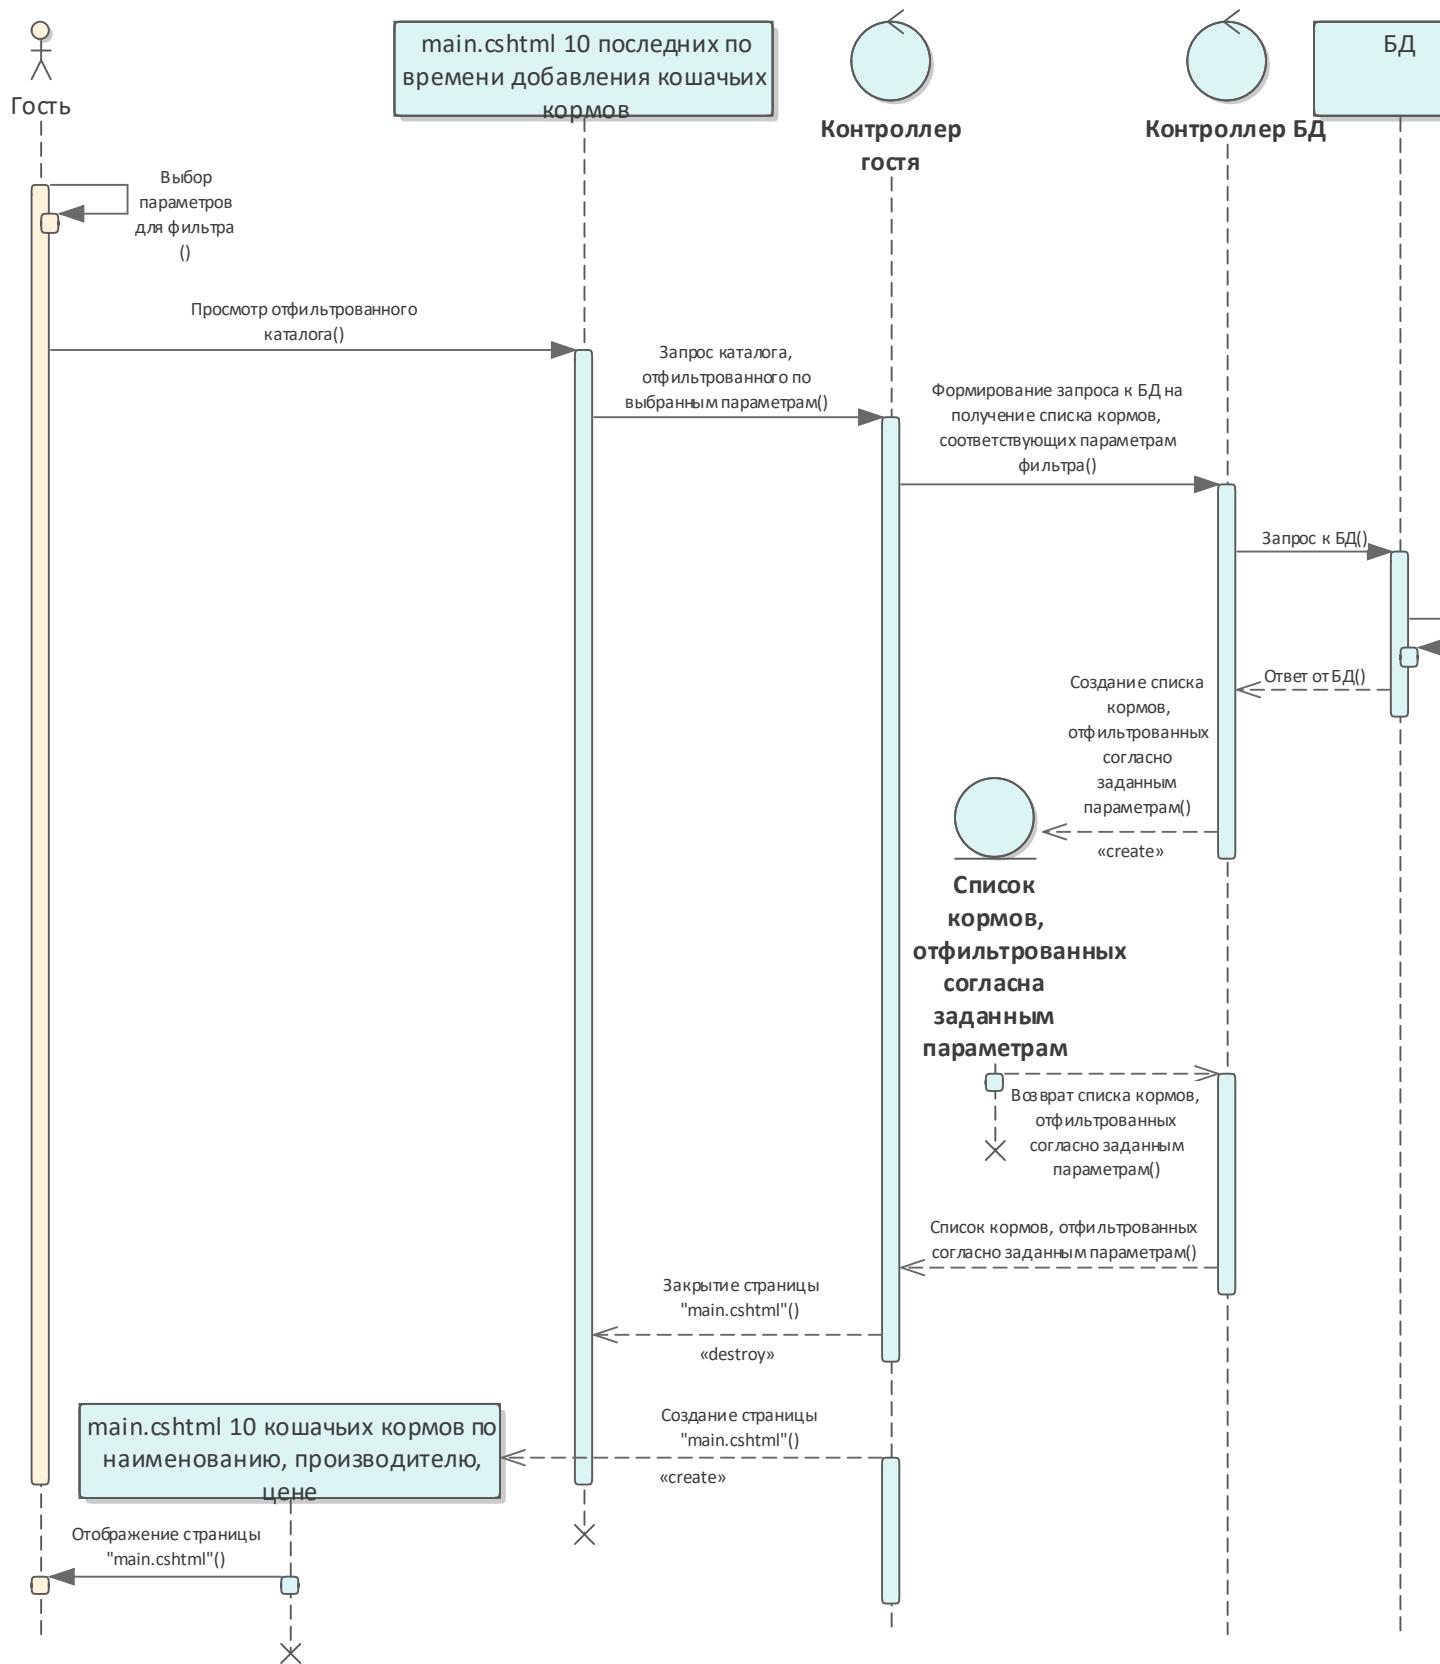 Гость
main.cshtml 10 последних по
времени добавления кошачьих
кормов
Контроллер
гостя
Контроллер БД
БД
Выбор
параметров
для фильтра
()
Просмотр отфильтрованного
каталога()
Запрос каталога,
отфильтрованного по
выбранным параметрам()
Формирование запроса к БД на
получение списка кормов,
соответствующих параметрам
фильтра()
Запрос к БД()
Ответ от БД()
Создание списка
кормов,
отфильтрованных
согласно
заданным
параметрам()
«create»
Список
кормов,
отфильтрованных
согласна
заданным
параметрам
Возврат списка кормов,
отфильтрованных
согласно заданным
параметрам()
Список кормов, отфильтрованных
согласно заданным параметрам()
Закрытие страницы
"main.cshtml"()
«destroy»
main.cshtml 10 кошачьих кормов по
наименованию, производителю,
цене
Создание страницы
"main.cshtml"()
«create»
Отображение страницы
"main.cshtml"()